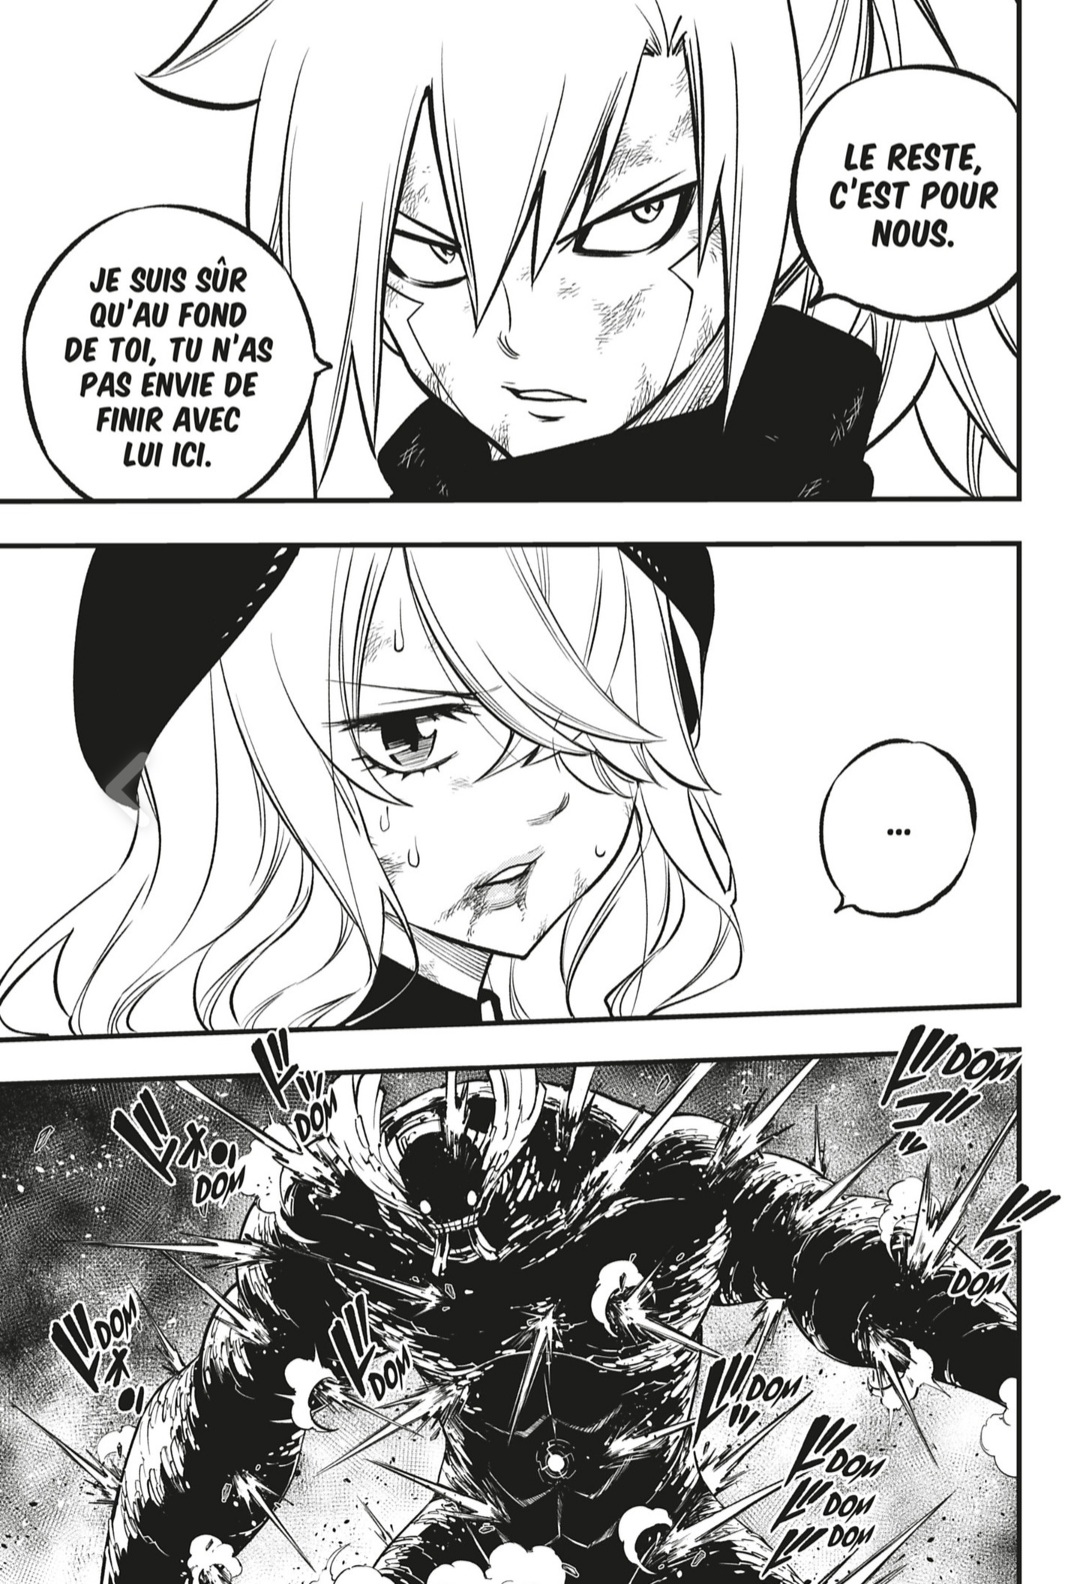 LE RESTE,
C'EST POUR
NOUS.
JE SUIS SÛR
QU'AU FOND
DE TOI, TU N'AS
PAS ENVIE DE
FINIR AVEC
LUI ICI.
...
DOM
DOM
DOM
DOM
DOM
DOM
DOM
DOM
DOM
DOM